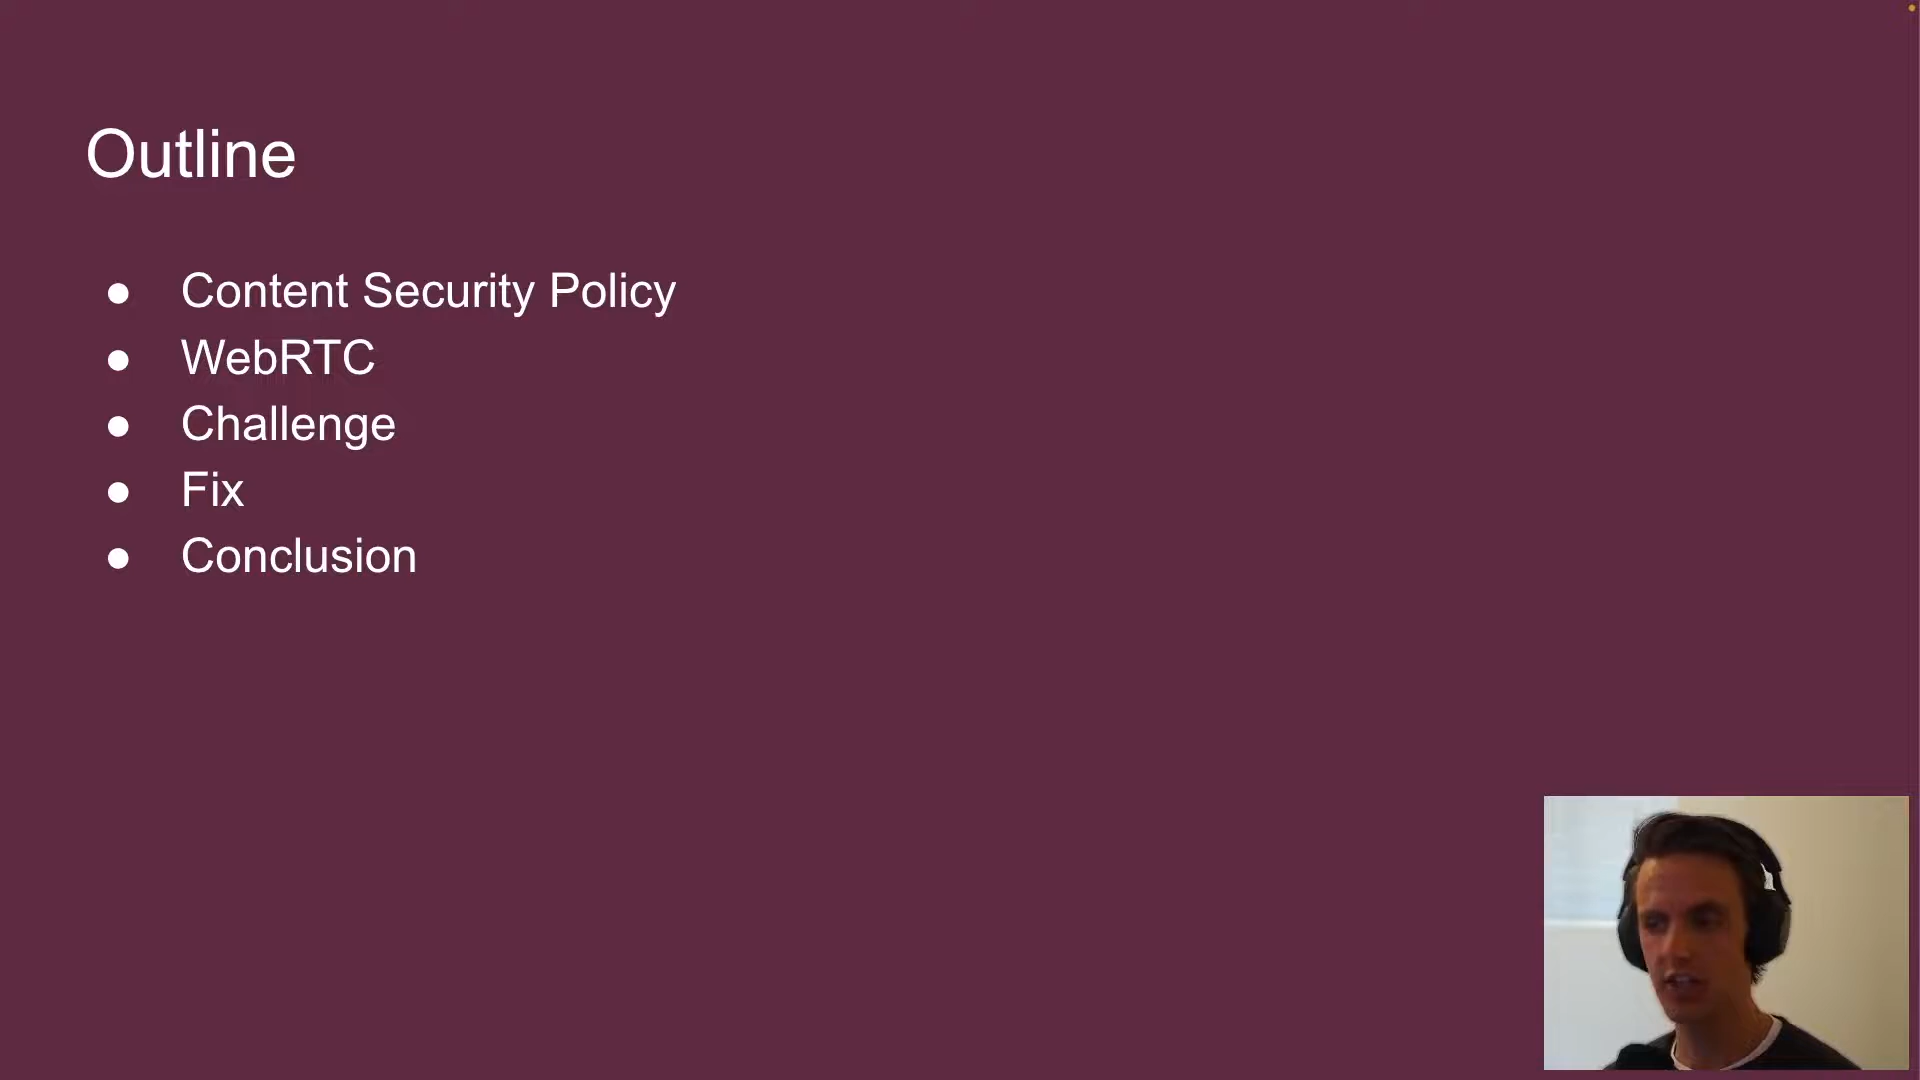 Outline
● Content Security Policy
● WebRTC
● Challenge
● Fix
● Conclusion